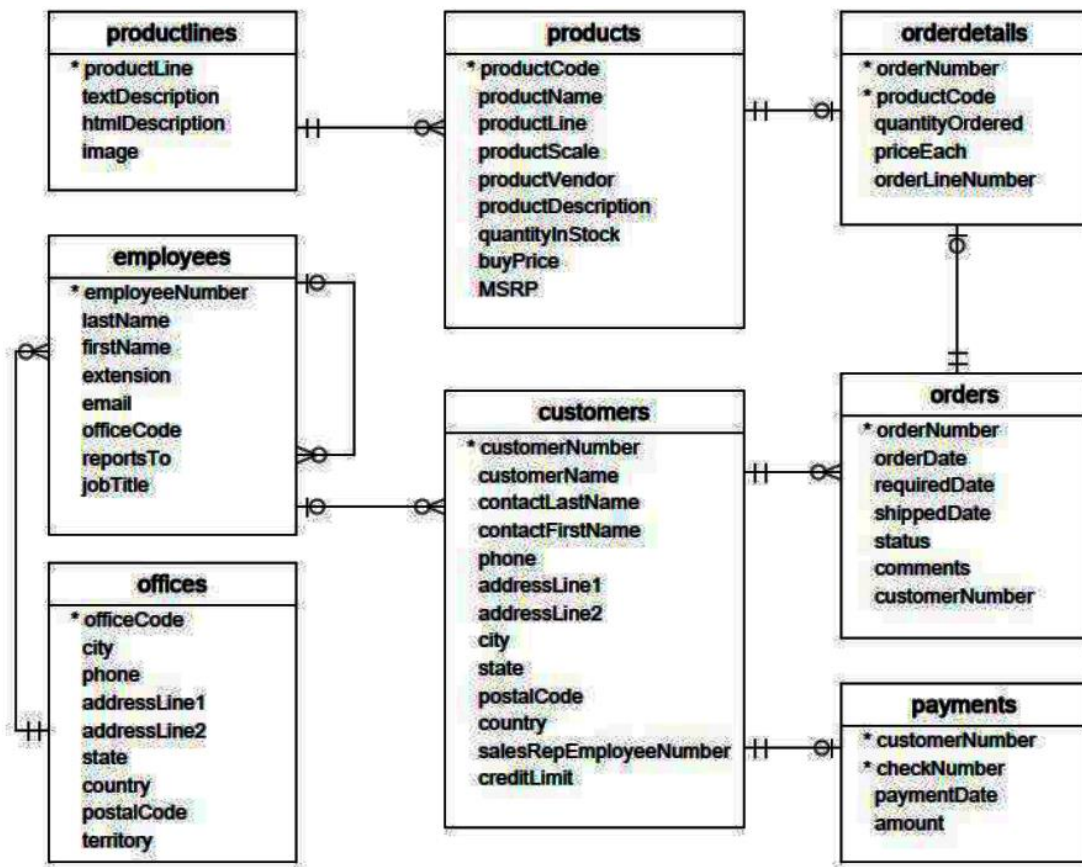 productlines
* productLine
textDescription
htmlDescription
image
products
* productCode
productName
productLine
productScale
productVendor
productDescription
quantityInStock
buyPrice
MSRP
orderdetails
* orderNumber
* productCode
quantityOrdered
priceEach
orderLineNumber
employees
* employeeNumber
lastName
firstName
extension
email
officeCode
reportsTo
jobTitle
customers
* customerNumber
customerName
contactLastName
contactFirstName
phone
addressLine1
addressLine2
city
state
postalCode
country
salesRepEmployeeNumber
creditLimit
orders
* orderNumber
orderDate
requiredDate
shippedDate
status
comments
customerNumber
offices
* officeCode
city
phone
addressLine1
addressLine2
state
country
postalCode
territory
payments
* customerNumber
* checkNumber
paymentDate
amount